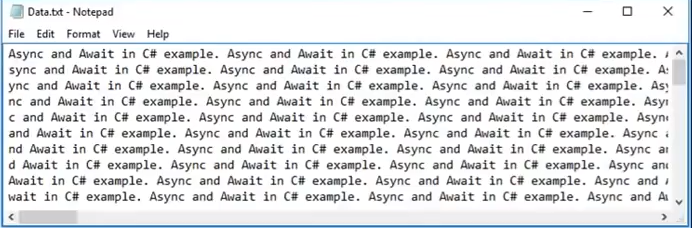 Data.txt - Notepad
File Edit Format View Help
Async and Await in C# example. Async and Await in C# example. Async and Await in C# example.
sync and Await in C# example. Async and Await in C# example. Async and Await in C# example.
ync and Await in C# example. Async and Await in C# example. Async and Await in C# example.
nc and Await in C# example. Async and Await in C# example. Async and Await in C# example.
c and Await in C# example. Async and Await in C# example. Async and Await in C# example.
and Await in C# example. Async and Await in C# example. Async and Await in C# example. Async
nd Await in C# example. Async and Await in C# example. Async and Await in C# example. Async
d Await in C# example. Async and Await in C# example. Async and Await in C# example. Async
Await in C# example. Async and Await in C# example. Async and Await in C# example. Async and
wait in C# example. Async and Await in C# example. Async and Await in C# example. Async and